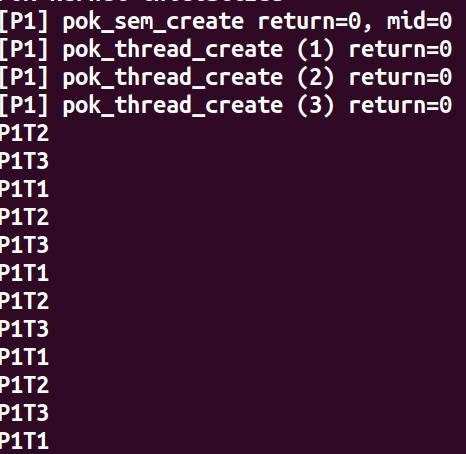 [P1] pok_sem_create return=0, mid=0
[P1] pok_thread_create (1) return=0
[P1] pok_thread_create (2) return=0
[P1] pok_thread_create (3) return=0
P1T2
P1T3
P1T1
P1T2
P1T3
P1T1
P1T2
P1T3
P1T1
P1T2
P1T3
P1T1